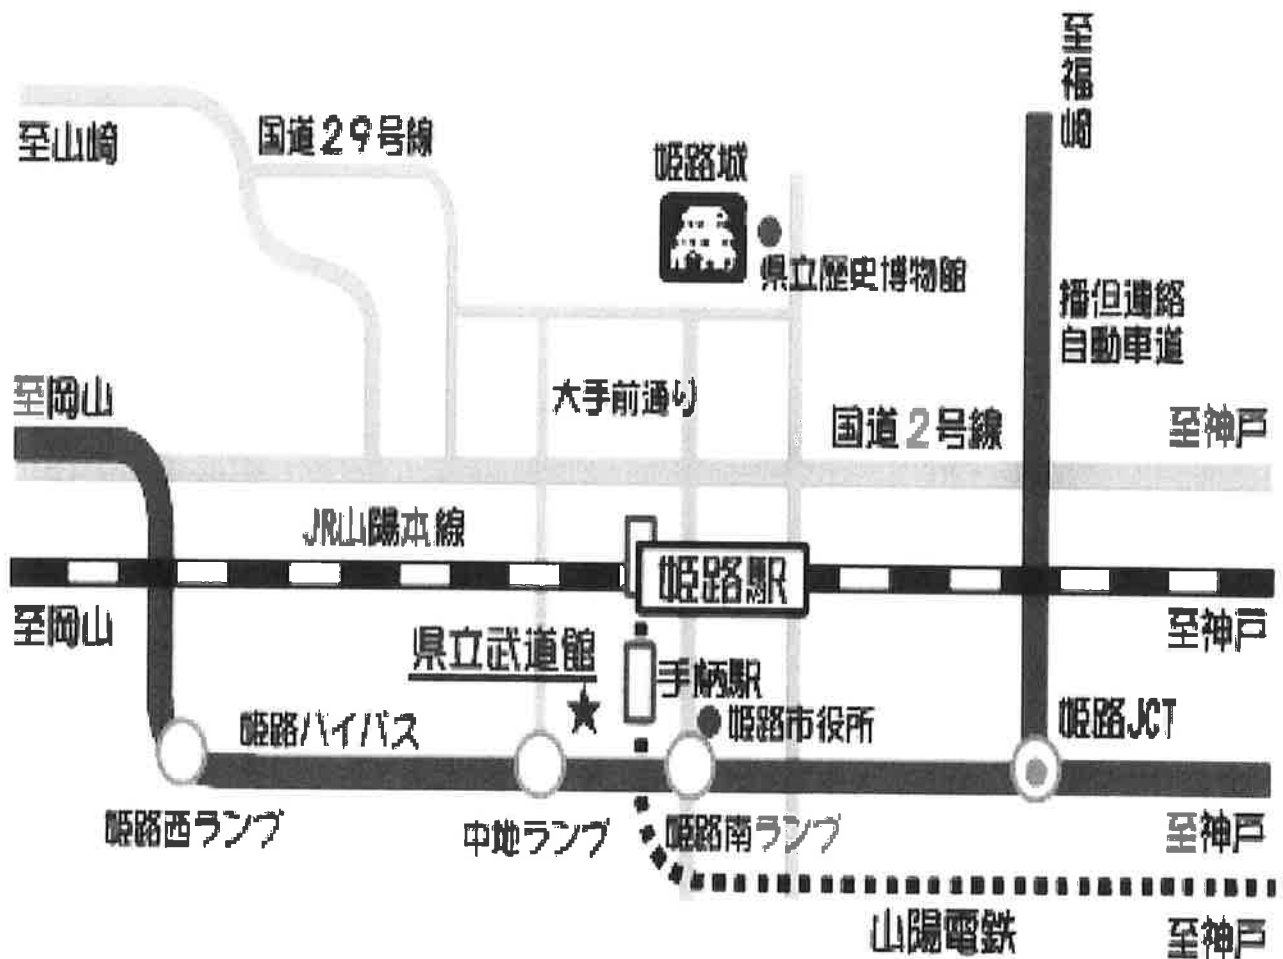 至福崎
至山崎
国道29号線
姫路城
県立歴史博物館
播但連絡
自動車道
至岡山
大手前通り
国道2号線
至神戸
JR山陽本線
姫路駅
至岡山
至神戸
県立武道館
手柄駅
姫路バイパス
姫路市役所
姫路JCT
姫路西ランプ
中地ランプ
姫路南ランプ
至神戸
山陽電鉄
至神戸